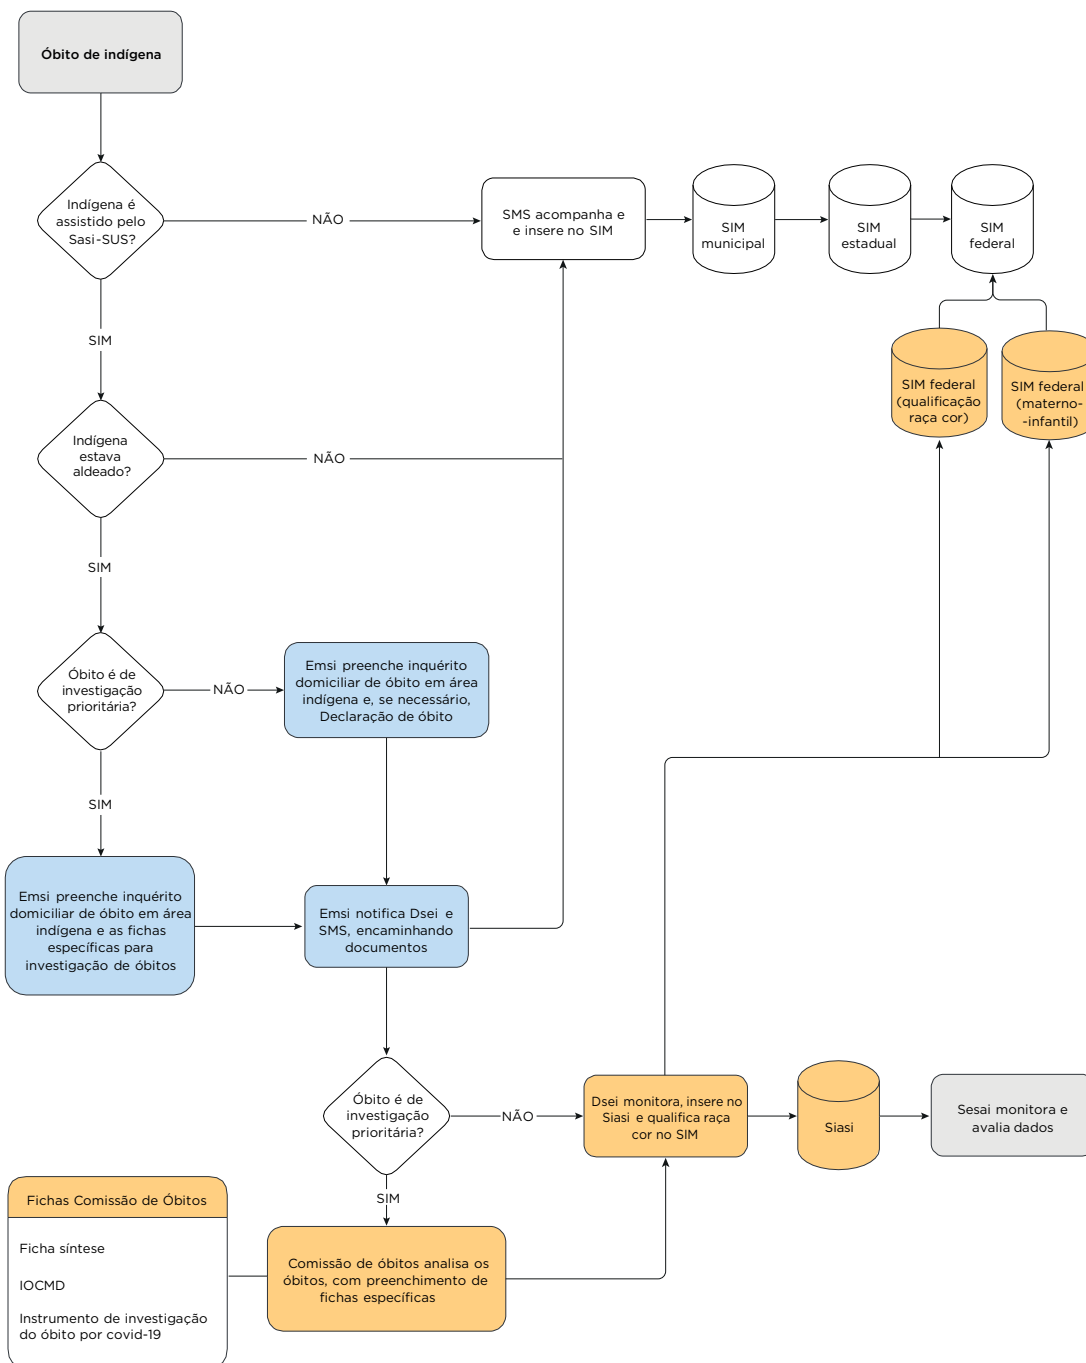 Óbito de indígena
Indígena é
assistido pelo
Sasi-SUS?
NÃO
SMS acompanha e
e insere no SIM
SIM
municipal
SIM
estadual
SIM
federal
SIM
SIM federal
(qualificação
raça cor)
SIM federal
(materno-
-infantil)
Indígena
estava
aldeado?
NÃO
SIM
Óbito é de
investigação
prioritária?
NÃO
Emsi preenche inquérito
domiciliar de óbito em área
indígena e, se necessário,
Declaração de óbito
SIM
Emsi preenche inquérito
domiciliar de óbito em área
indígena e as fichas
específicas para
investigação de óbitos
Emsi notifica Dsei e
SMS, encaminhando
documentos
Óbito é de
investigação
prioritária?
NÃO
Dsei monitora, insere no
Siasi e qualifica raça
cor no SIM
Siasi
Sesai monitora e
avalia dados
SIM
Fichas Comissão de Óbitos
Ficha síntese
IOCMD
Instrumento de investigação
do óbito por covid-19
Comissão de óbitos analisa os
óbitos, com preenchimento de
fichas específicas